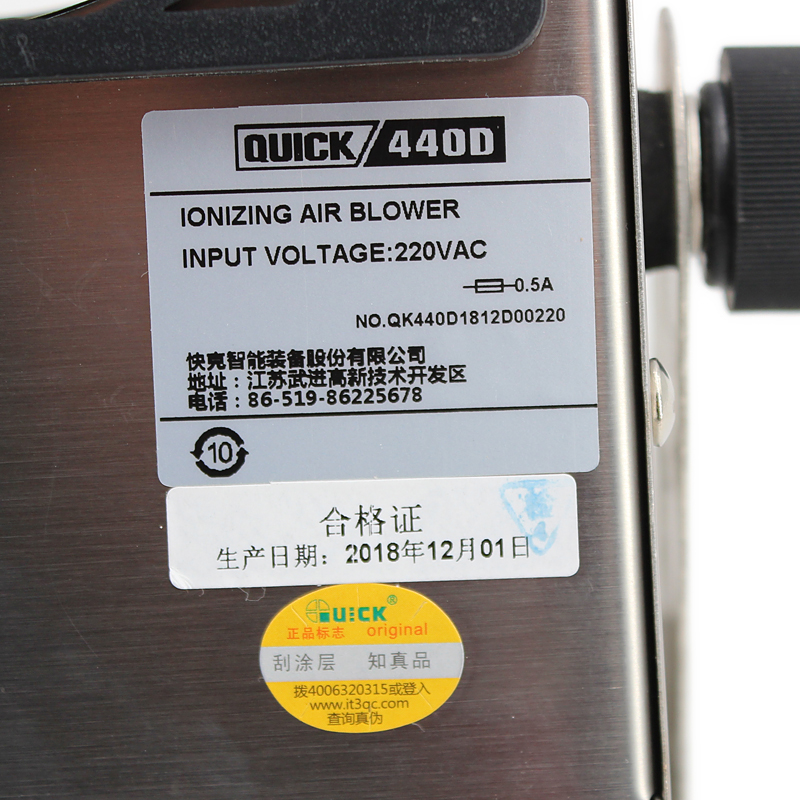 QUICK/440D
IONIZING AIR BLOWER
INPUT VOLTAGE:220VAC
0.5A
NO.QK440D1812D00220
快克智能装备股份有限公司
地址：江苏武进高新技术开发区
电话：86-519-86225678
10
合格证
生产日期：2018年12月01日
QUICK®
正品标志 original
刮涂层 知真品
拨4006320315或登入
www.it3qc.com
查询真伪